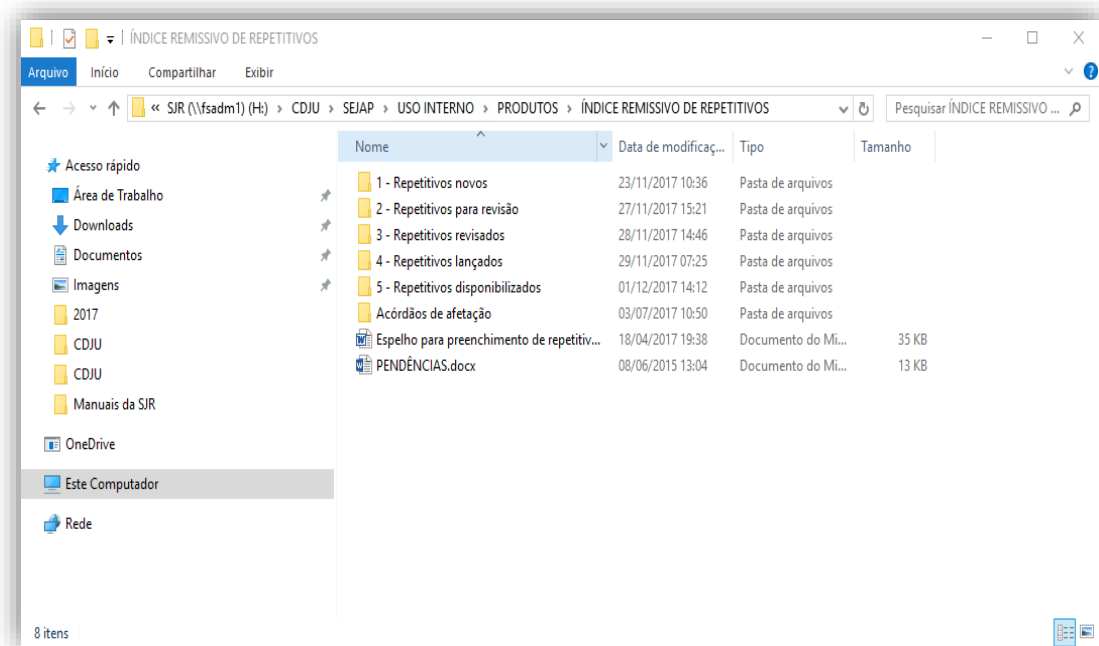 ÍNDICE REMISSIVO DE REPETITIVOS
Arquivo Início Compartilhar Exibir
« SJR (\\fsadm1) (H:) › CDJU › SEJAP › USO INTERNO › PRODUTOS › ÍNDICE REMISSIVO DE REPETITIVOS Pesquisar ÍNDICE REMISSIVO ...
Acesso rápido
Área de Trabalho
Downloads
Documentos
Imagens
2017
CDJU
CDJU
Manuais da SJR
OneDrive
Este Computador
Rede
Nome Data de modificaç... Tipo Tamanho
1 - Repetitivos novos 23/11/2017 10:36 Pasta de arquivos
2 - Repetitivos para revisão 27/11/2017 15:21 Pasta de arquivos
3 - Repetitivos revisados 28/11/2017 14:46 Pasta de arquivos
4 - Repetitivos lançados 29/11/2017 07:25 Pasta de arquivos
5 - Repetitivos disponibilizados 01/12/2017 14:12 Pasta de arquivos
Acórdãos de afetação 03/07/2017 10:50 Pasta de arquivos
Espelho para preenchimento de repetitiv... 18/04/2017 19:38 Documento do Mi... 35 KB
PENDÊNCIAS.docx 08/06/2015 13:04 Documento do Mi... 13 KB
8 itens